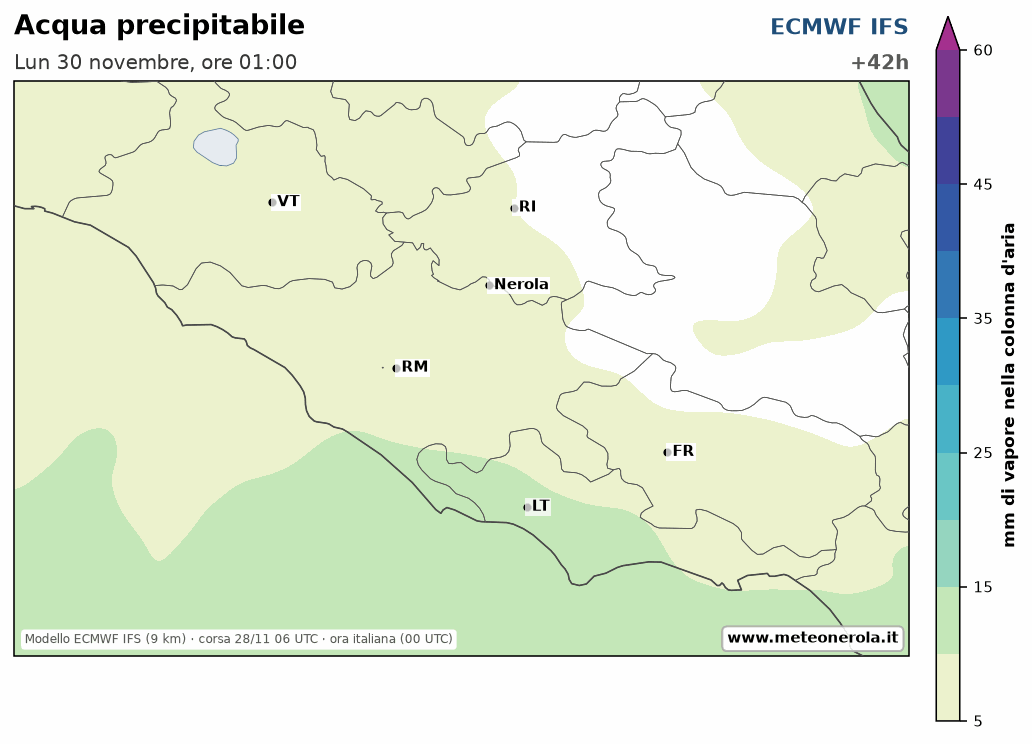 Acqua precipitabile
ECMWF IFS
Lun 30 novembre, ore 01:00
+42h
60
45
35
25
15
5
mm di vapore nella colonna d'aria
VT
RI
Nerola
RM
FR
LT
Modello ECMWF IFS (9 km) · corsa 28/11 06 UTC · ora italiana (00 UTC)
www.meteonerola.it